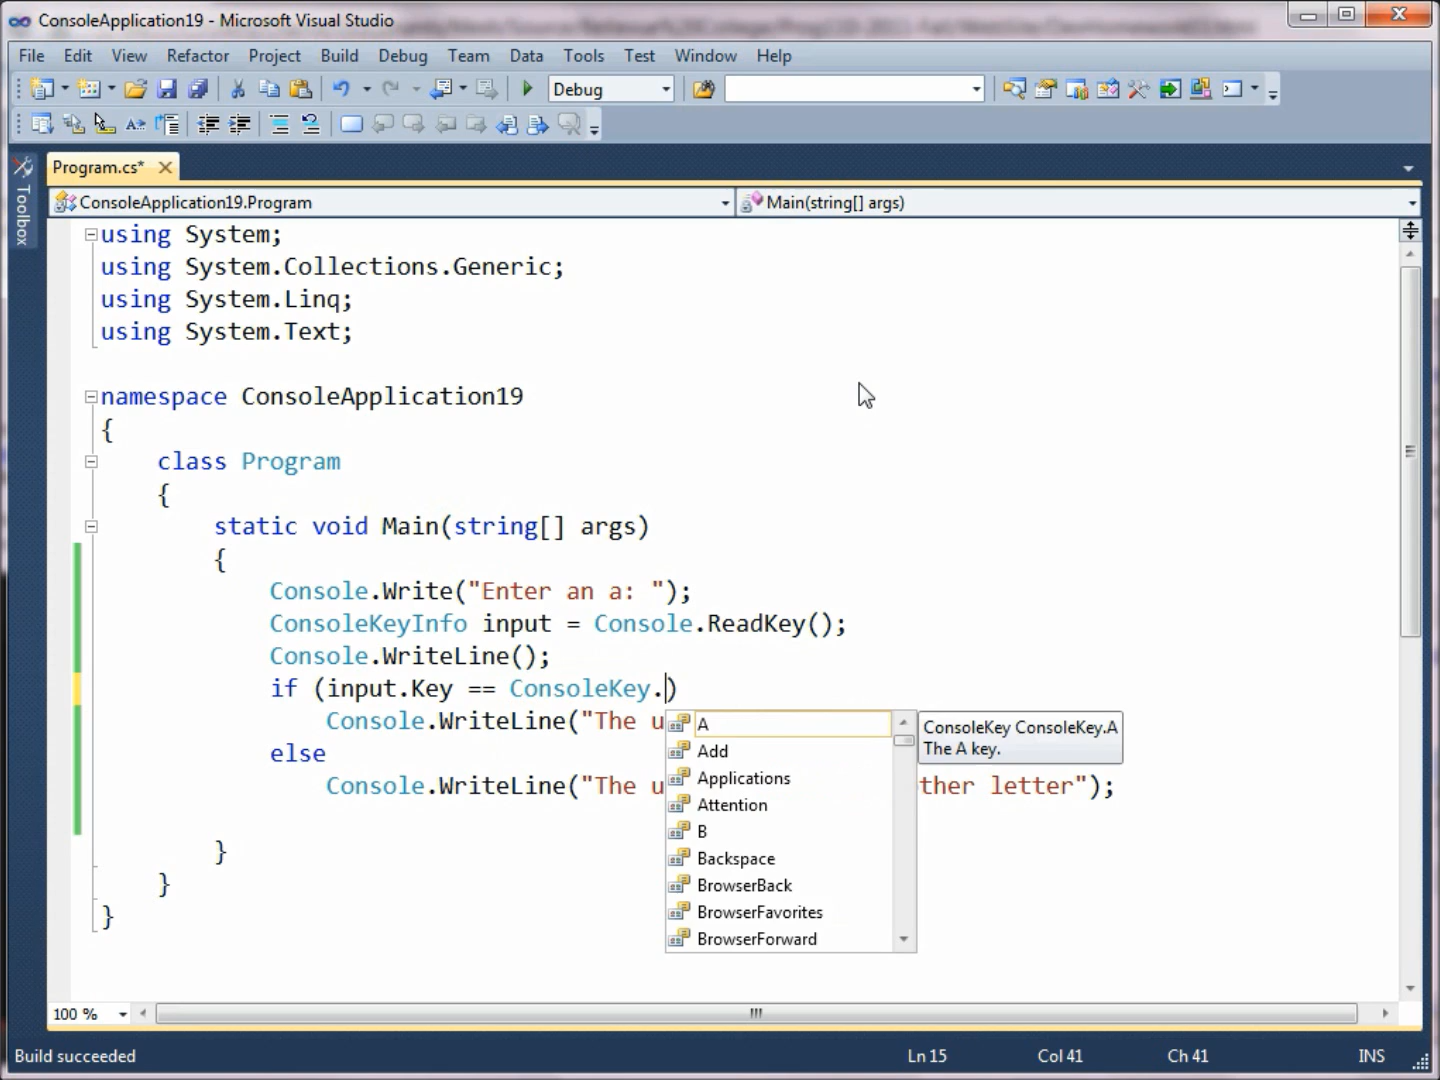 ConsoleApplication19 - Microsoft Visual Studio
File Edit View Refactor Project Build Debug Team Data Tools Test Window Help
Debug
Toolbox
Program.cs*
ConsoleApplication19.Program
Main(string[] args)
using System;
using System.Collections.Generic;
using System.Linq;
using System.Text;
namespace ConsoleApplication19
{
class Program
{
static void Main(string[] args)
{
Console.Write("Enter an a: ");
ConsoleKeyInfo input = Console.ReadKey();
Console.WriteLine();
if (input.Key == ConsoleKey.)
Console.WriteLine("The u
else
Console.WriteLine("The u ther letter");
}
}
}
A
Add
Applications
Attention
B
Backspace
BrowserBack
BrowserFavorites
BrowserForward
ConsoleKey ConsoleKey.A
The A key.
100 %
Build succeeded Ln 15 Col 41 Ch 41 INS